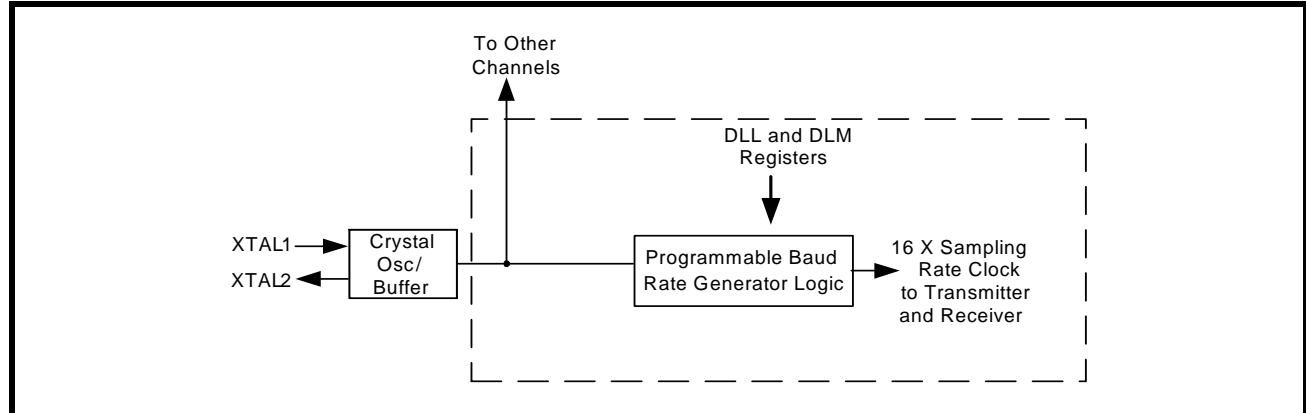 To Other
Channels
DLL and DLM
Registers
XTAL1
XTAL2
Crystal
Osc/
Buffer
Programmable Baud
Rate Generator Logic
16 X Sampling
Rate Clock
to Transmitter
and Receiver